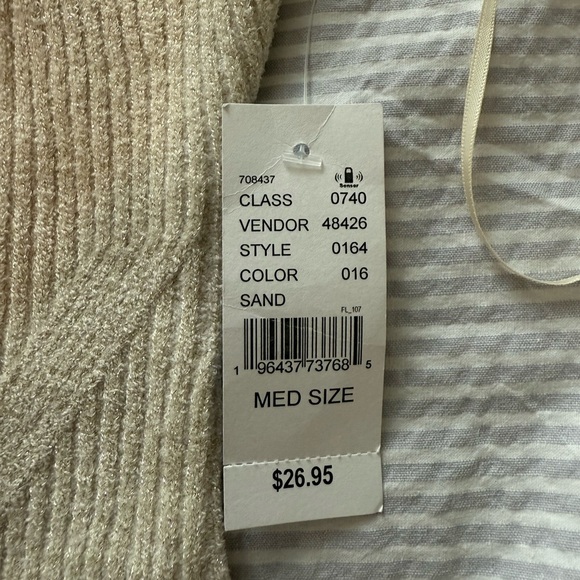 708437
Sensor
CLASS 0740
VENDOR 48426
STYLE 0164
COLOR 016
SAND
FL_107
1 96437 73768 5
MED SIZE
$26.95